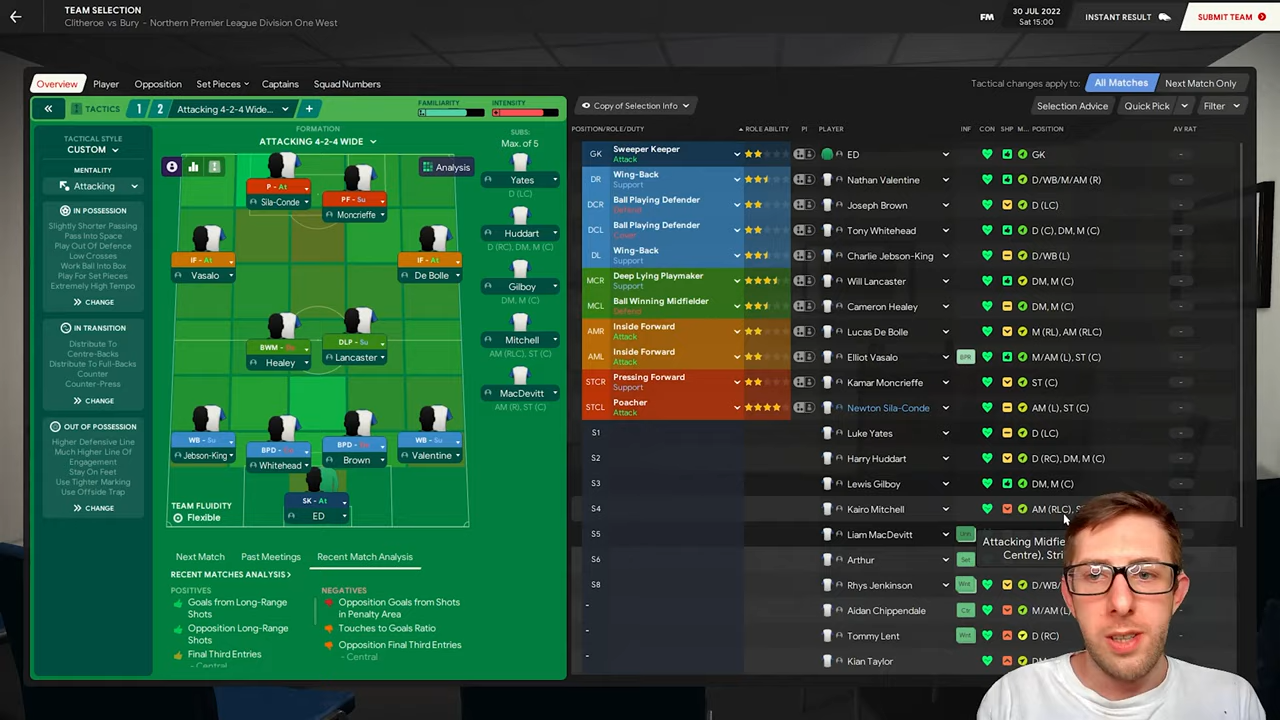 TEAM SELECTION
Clitheroe vs Bury - Northern Premier League Division One West
FM
30 JUL 2022
Sat 15:00
INSTANT RESULT
SUBMIT TEAM
Overview Player Opposition Set Pieces Captains Squad Numbers
Tactical changes apply to: All Matches Next Match Only
TACTICS 1 2 Attacking 4-2-4 Wide... +
FAMILIARITY
INTENSITY
Copy of Selection Info
Selection Advice Quick Pick Filter
TACTICAL STYLE
CUSTOM
MENTALITY
Attacking
IN POSSESSION
Slightly Shorter Passing
Pass Into Space
Play Out Of Defence
Low Crosses
Work Ball Into Box
Play For Set Pieces
Extremely High Tempo
CHANGE
IN TRANSITION
Distribute To
Centre-Backs
Distribute To Full-Backs
Counter
Counter-Press
CHANGE
OUT OF POSSESSION
Higher Defensive Line
Much Higher Line Of
Engagement
Stay On Feet
Use Tighter Marking
Use Offside Trap
CHANGE
FORMATION
ATTACKING 4-2-4 WIDE
Analysis
P - At
Sila-Conde
PF - Su
Moncrieffe
IF - At
Vasalo
IF - At
De Bolle
BWM - De
Healey
DLP - Su
Lancaster
WB - Su
Jebson-King
BPD - De
Whitehead
BPD - De
Brown
WB - Su
Valentine
SK - At
ED
TEAM FLUIDITY
Flexible
SUBS:
Max. of 5
Yates
D (LC)
Huddart
D (RC), DM, M (C)
Gilboy
DM, M (C)
Mitchell
AM (RLC), ST (C)
MacDevitt
AM (R), ST (C)
Next Match Past Meetings Recent Match Analysis
RECENT MATCHES ANALYSIS >
POSITIVES
Goals from Long-Range
Shots
Opposition Long-Range
Shots
Final Third Entries
- Central
NEGATIVES
Opposition Goals from Shots
in Penalty Area
Touches to Goals Ratio
Opposition Final Third Entries
- Central
POSITION/ROLE/DUTY ROLE ABILITY PI PLAYER INF CON SHP M... POSITION AV RAT
GK Sweeper Keeper Attack ED GK -
DR Wing-Back Support Nathan Valentine D/WB/M/AM (R) -
DCR Ball Playing Defender Defend Joseph Brown D (LC) -
DCL Ball Playing Defender Cover Tony Whitehead D (C), DM, M (C) -
DL Wing-Back Support Charlie Jebson-King D/WB (L) -
MCR Deep Lying Playmaker Support Will Lancaster DM, M (C) -
MCL Ball Winning Midfielder Defend Cameron Healey DM, M (C) -
AMR Inside Forward Attack Lucas De Bolle M (RL), AM (RLC) -
AML Inside Forward Attack Elliot Vasalo BPR M/ AM (L), ST (C) -
STCR Pressing Forward Support Kamar Moncrieffe ST (C) -
STCL Poacher Attack Newton Sila-Conde AM (L), ST (C) -
S1 Luke Yates D (LC) -
S2 Harry Huddart D (RC), DM, M (C) -
S3 Lewis Gilboy DM, M (C) -
S4 Kairo Mitchell AM (RLC), -
S5 Liam MacDevitt
Attacking Midfie
Centre), Stri
S6 Arthur Set
S8 Rhys Jenkinson Wnt D/WB/
- Aidan Chippendale Ctr M/AM (L)
- Tommy Lent Wnt D (RC)
- Kian Taylor